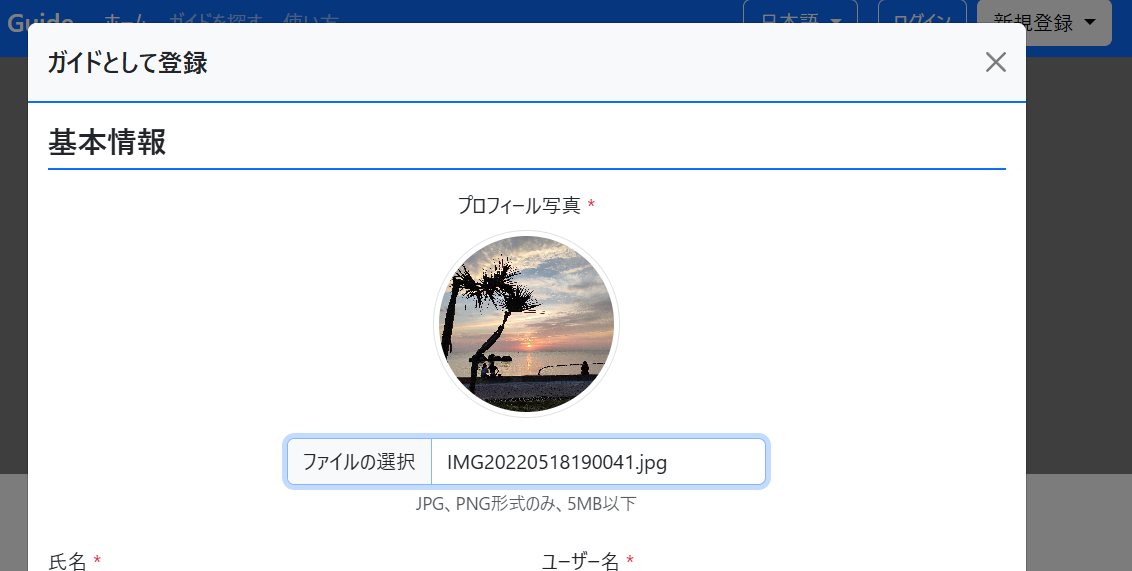 Guide ホーム ガイドを探す 使い方 日本語 ログイン 新規登録
ガイドとして登録
基本情報
プロフィール写真 *
ファイルの選択 IMG20220518190041.jpg
JPG、PNG形式のみ、5MB以下
氏名 * ユーザー名 *